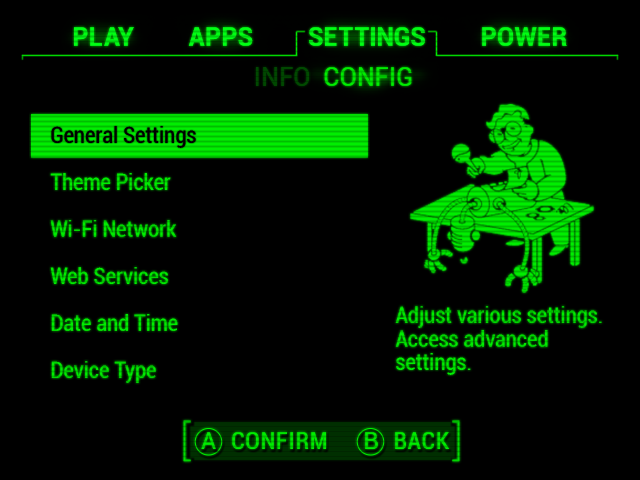 PLAY APPS SETTINGS POWER
INFO CONFIG
General Settings
Theme Picker
Wi-Fi Network
Web Services
Date and Time
Device Type
Adjust various settings.
Access advanced
settings.
A CONFIRM B BACK